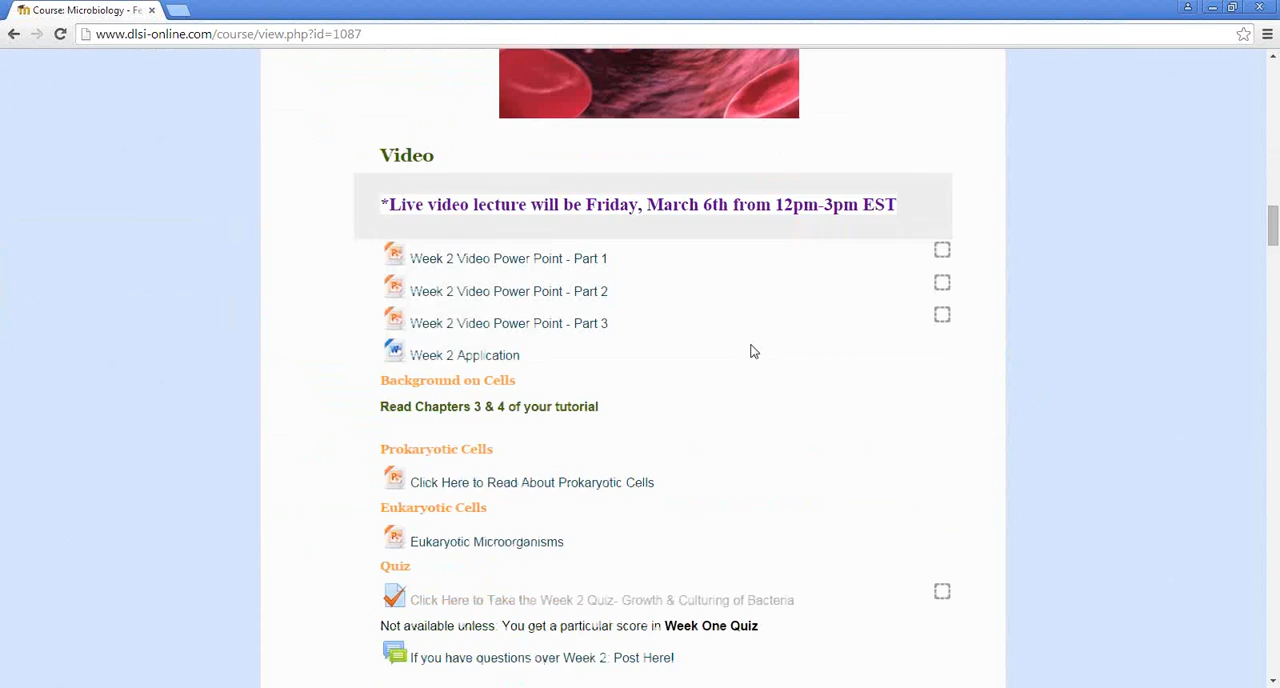 Course: Microbiology - Fe
www.dlsi-online.com/course/view.php?id=1087
Video
*Live video lecture will be Friday, March 6th from 12pm-3pm EST
Week 2 Video Power Point - Part 1
Week 2 Video Power Point - Part 2
Week 2 Video Power Point - Part 3
Week 2 Application
Background on Cells
Read Chapters 3 & 4 of your tutorial
Prokaryotic Cells
Click Here to Read About Prokaryotic Cells
Eukaryotic Cells
Eukaryotic Microorganisms
Quiz
Click Here to Take the Week 2 Quiz- Growth & Culturing of Bacteria
Not available unless: You get a particular score in Week One Quiz
If you have questions over Week 2: Post Here!